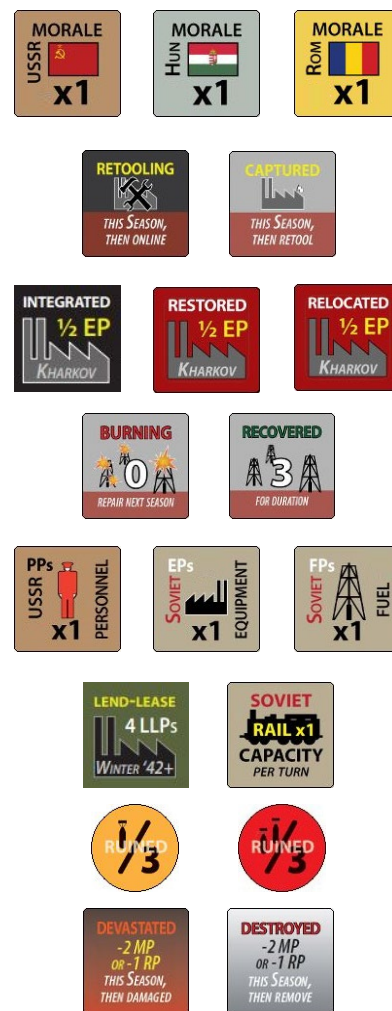 MORALE
USSR
x1
MORALE
HUN
x1
MORALE
ROM
x1
RETOOLING
THIS SEASON,
THEN ONLINE
CAPTURED
THIS SEASON,
THEN RETOOL
INTEGRATED
½ EP
KHARKOV
RESTORED
½ EP
KHARKOV
RELOCATED
½ EP
KHARKOV
BURNING
0
REPAIR NEXT SEASON
RECOVERED
3
FOR DURATION
PPs
USSR
PERSONNEL
x1
EPs
SOVIET
EQUIPMENT
x1
FPs
SOVIET
FUEL
x1
LEND-LEASE
4 LLPs
WINTER '42+
SOVIET
RAIL x1
CAPACITY
PER TURN
1/3
RUINED
1/3
RUINED
DEVASTATED
-2 MP
OR -1 RP
THIS SEASON,
THEN DAMAGED
DESTROYED
-2 MP
OR -1 RP
THIS SEASON,
THEN REMOVE